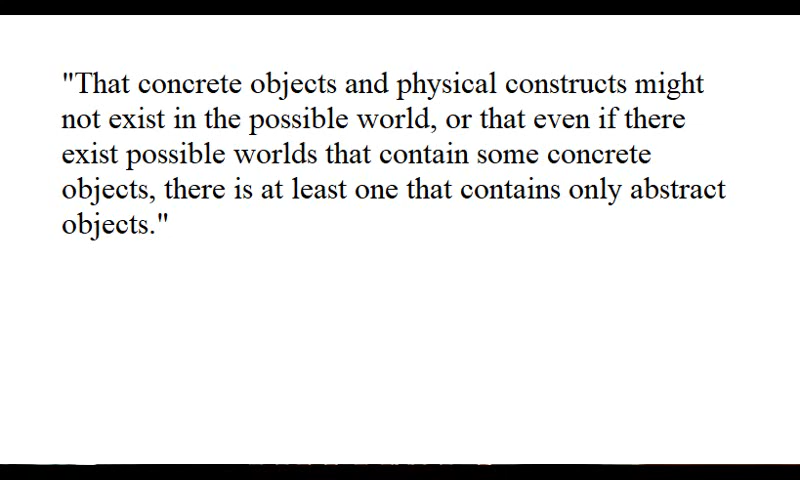 "That concrete objects and physical constructs might
not exist in the possible world, or that even if there
exist possible worlds that contain some concrete
objects, there is at least one that contains only abstract
objects."